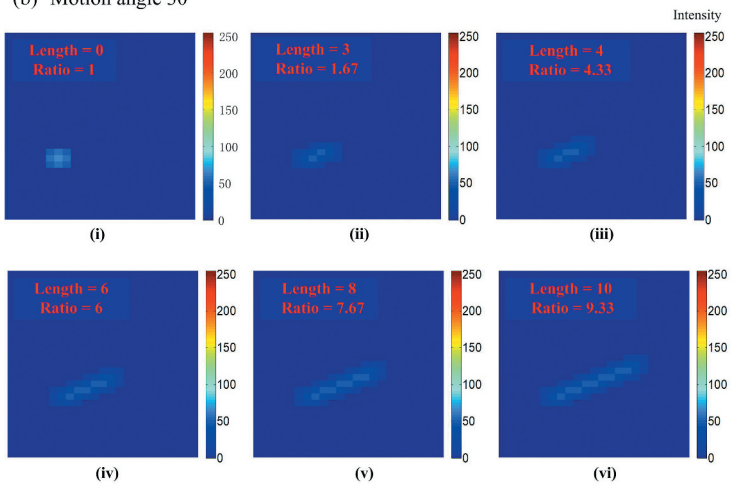 (b) Motion angle 30
Intensity
Length = 0
Ratio = 1
250
200
150
100
50
0
(i)
Length = 3
Ratio = 1.67
250
200
150
100
50
0
(ii)
Length = 4
Ratio = 4.33
250
200
150
100
50
0
(iii)
Length = 6
Ratio = 6
250
200
150
100
50
0
(iv)
Length = 8
Ratio = 7.67
250
200
150
100
50
0
(v)
Length = 10
Ratio = 9.33
250
200
150
100
50
0
(vi)